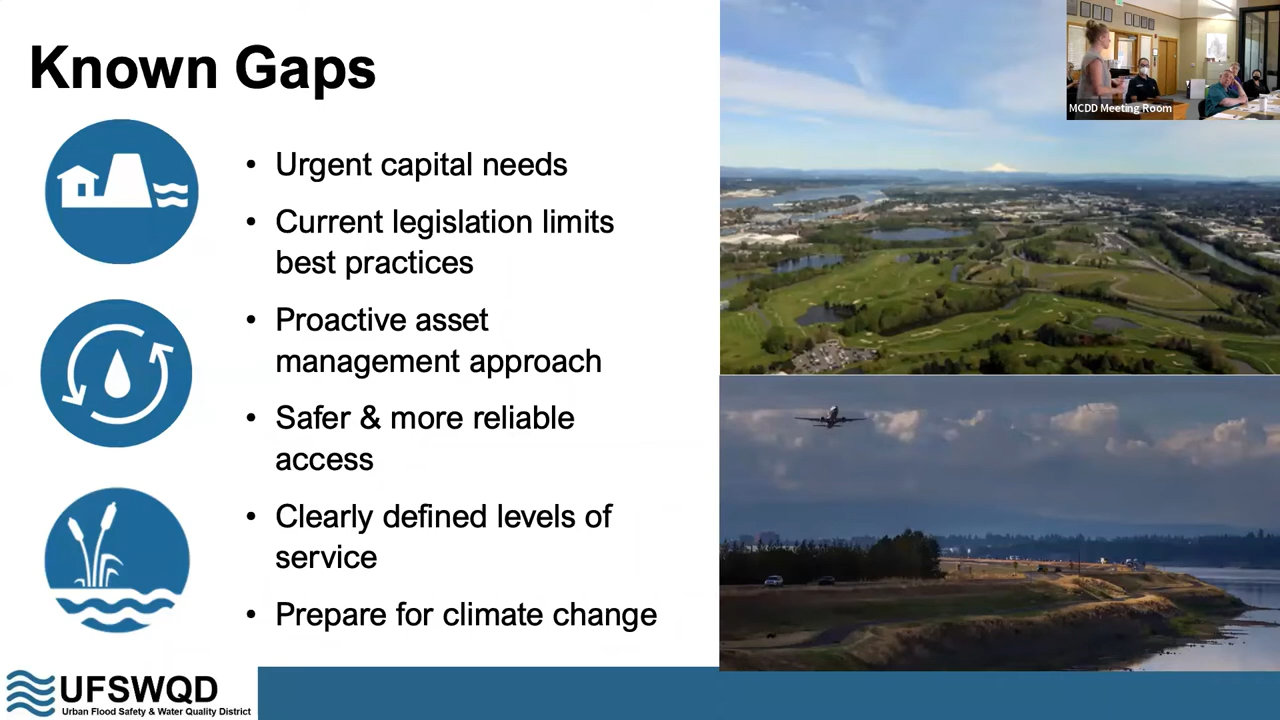 Known Gaps
• Urgent capital needs
• Current legislation limits
best practices
• Proactive asset
management approach
• Safer & more reliable
access
• Clearly defined levels of
service
• Prepare for climate change
UFSWQD
Urban Flood Safety & Water Quality District
MCDD Meeting Room